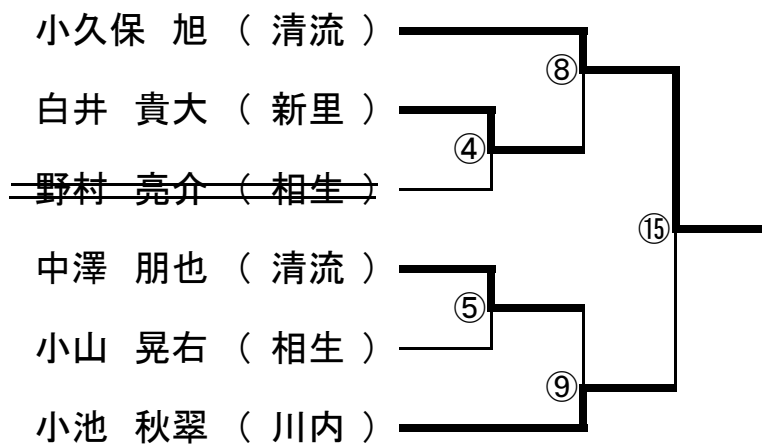 小久保 旭 ( 清流 )
⑧
白井 貴大 ( 新里 )
④
野村 亮介 ( 相生 )
⑮
中澤 朋也 ( 清流 )
⑤
小山 晃右 ( 相生 )
⑨
小池 秋翠 ( 川内 )